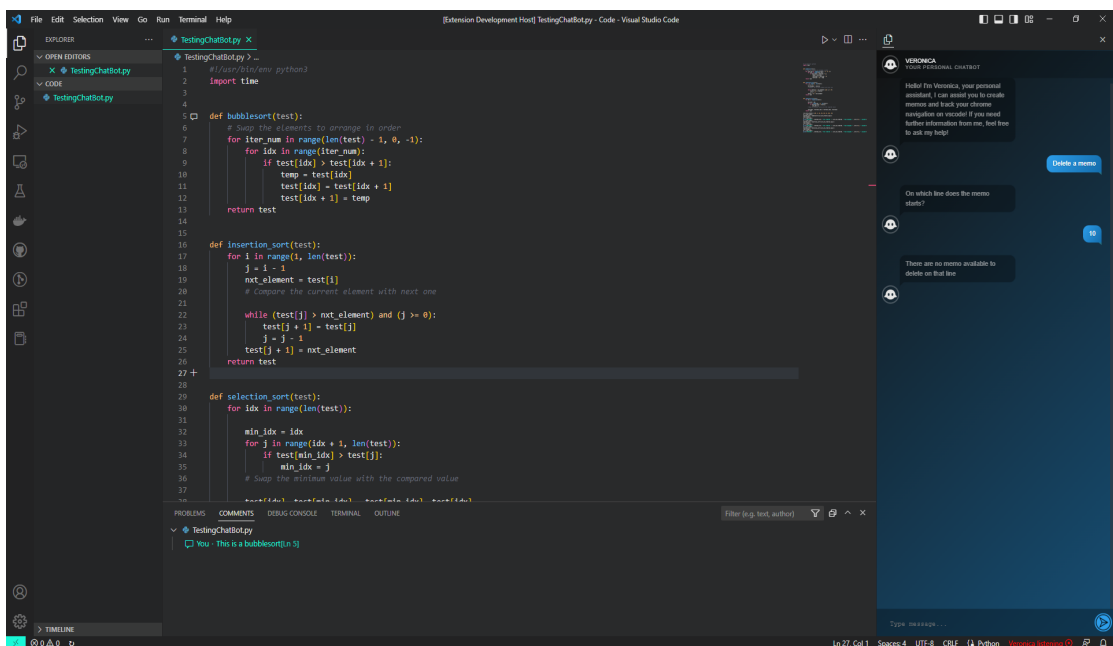 File Edit Selection View Go Run Terminal Help
[Extension Development Host] TestingChatBot.py - Code - Visual Studio Code
EXPLORER
OPEN EDITORS
TestingChatBot.py
CODE
TestingChatBot.py
TIMELINE
TestingChatBot.py
TestingChatBot.py > ...
1 #!/usr/bin/env python3
2 import time
3
4
5 def bubblesort(test):
6 # Swap the elements to arrange in order
7 for iter_num in range(len(test) - 1, 0, -1):
8 for idx in range(iter_num):
9 if test[idx] > test[idx + 1]:
10 temp = test[idx]
11 test[idx] = test[idx + 1]
12 test[idx + 1] = temp
13 return test
14
15
16 def insertion_sort(test):
17 for i in range(1, len(test)):
18 j = i - 1
19 nxt_element = test[i]
20 # Compare the current element with next one
21
22 while (test[j] > nxt_element) and (j >= 0):
23 test[j + 1] = test[j]
24 j = j - 1
25 test[j + 1] = nxt_element
26 return test
27
28
29 def selection_sort(test):
30 for idx in range(len(test)):
31
32 min_idx = idx
33 for j in range(idx + 1, len(test)):
34 if test[min_idx] > test[j]:
35 min_idx = j
36 # Swap the minimum value with the compared value
37
PROBLEMS COMMENTS DEBUG CONSOLE TERMINAL OUTLINE
Filter (e.g. text, author)
TestingChatBot.py
You - This is a bubblesort[Ln 5]
VERONICA
YOUR PERSONAL CHATBOT
Hello! I'm Veronica, your personal
assistant, I can assist you to create
memos and track your chrome
navigation on vscode! If you need
further information from me, feel free
to ask my help!
Delete a memo
On which line does the memo
starts?
10
There are no memo available to
delete on that line
Type message...
0 0 0
Ln 27, Col 1 Spaces: 4 UTF-8 CRLF Python Veronica listening